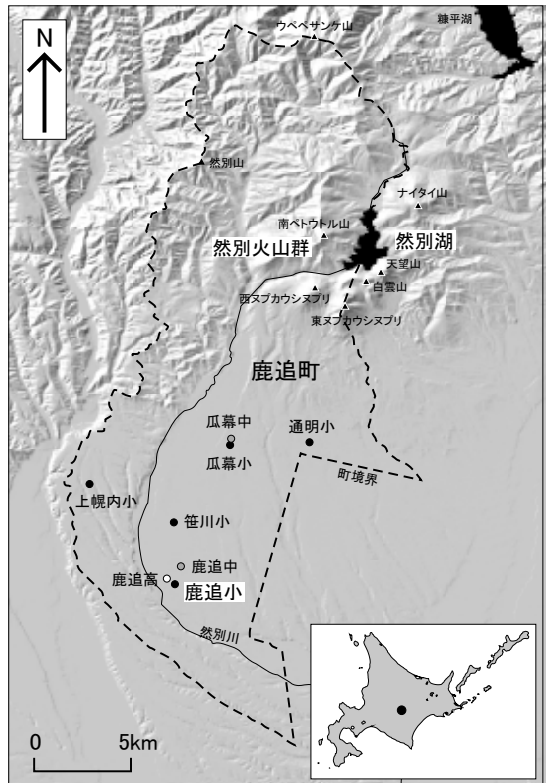 N
ウペペサンケ山
糠平湖
然別山
ナイタイ山
南ペトウトル山
然別火山群
然別湖
天望山
白雲山
西ヌプカウシヌプリ
東ヌプカウシヌプリ
鹿追町
瓜幕中
通明小
瓜幕小
町境界
上幌内小
笹川小
鹿追中
鹿追高
鹿追小
然別川
0 5km